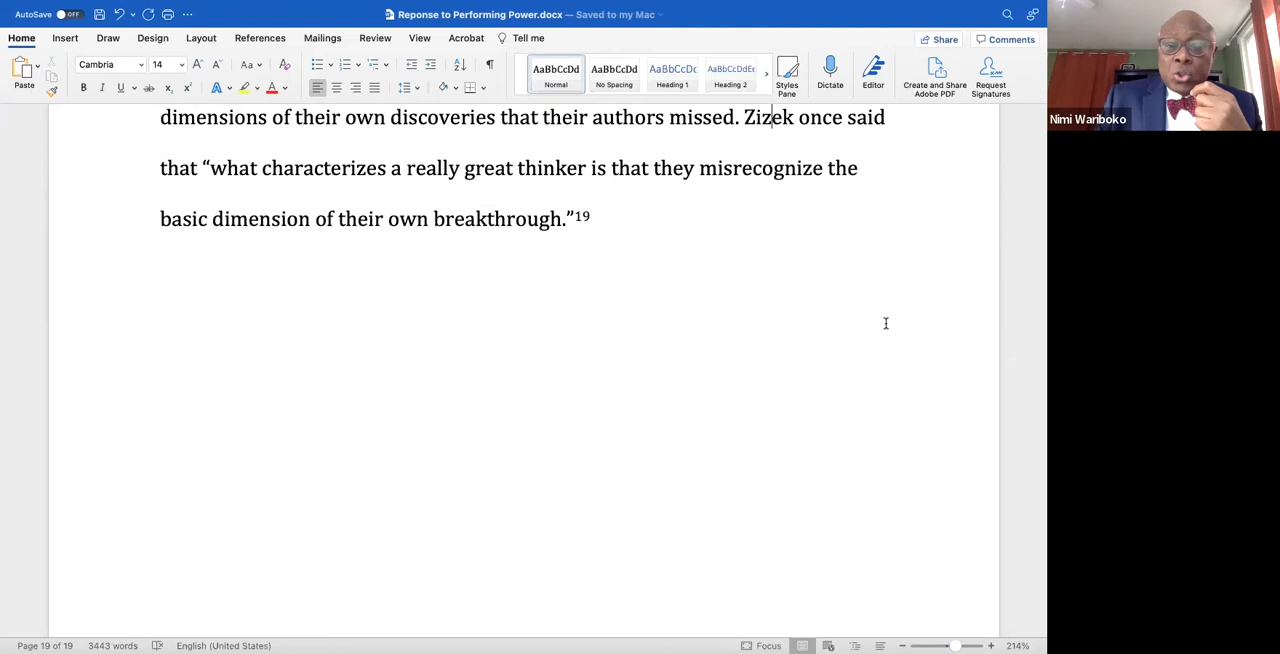 AutoSave OFF Reponse to Performing Power.docx — Saved to my Mac
Home Insert Draw Design Layout References Mailings Review View Acrobat Tell me Share Comments
Paste Cambria 14 A A Aa A AaBbCcDd AaBbCcDd AaBbCcDc AaBbCcDdEe
B I U ab x₂ x² A A Normal No Spacing Heading 1 Heading 2 Styles Pane Dictate Editor Create and Share Adobe PDF Request Signatures
dimensions of their own discoveries that their authors missed. Zizek once said
that “what characterizes a really great thinker is that they misrecognize the
basic dimension of their own breakthrough.”19
Nimi Wariboko
Page 19 of 19 3443 words English (United States) Focus 214%